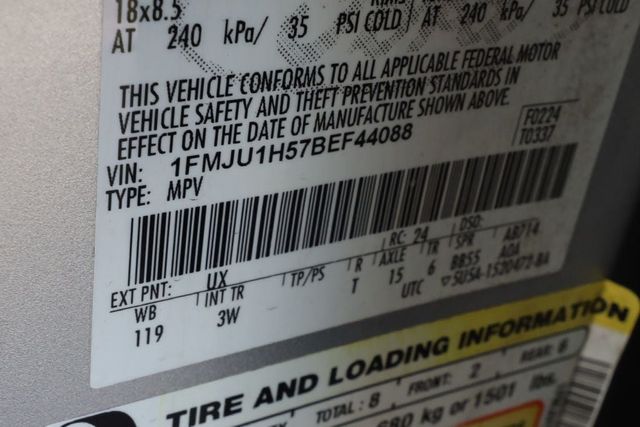 18x8.5
AT 240 kPa/ 35 PSI COLD AT 240 kPa/ 35 PSI COLD
THIS VEHICLE CONFORMS TO ALL APPLICABLE FEDERAL MOTOR
VEHICLE SAFETY AND THEFT PREVENTION STANDARDS IN
EFFECT ON THE DATE OF MANUFACTURE SHOWN ABOVE.
VIN: 1FMJU1H57BEF44088
F0224
T0337
TYPE: MPV
EXT PNT: UX RC: 24 DSO:
WB INT TR TP/PS R AXLE TR SPR AB714
119 3W T 15 6 BB55 A0A
UTC
TIRE AND LOADING INFORMATION
TOTAL: 8 FRONT: 2 REAR: 6
680 kg or 1501 lbs.